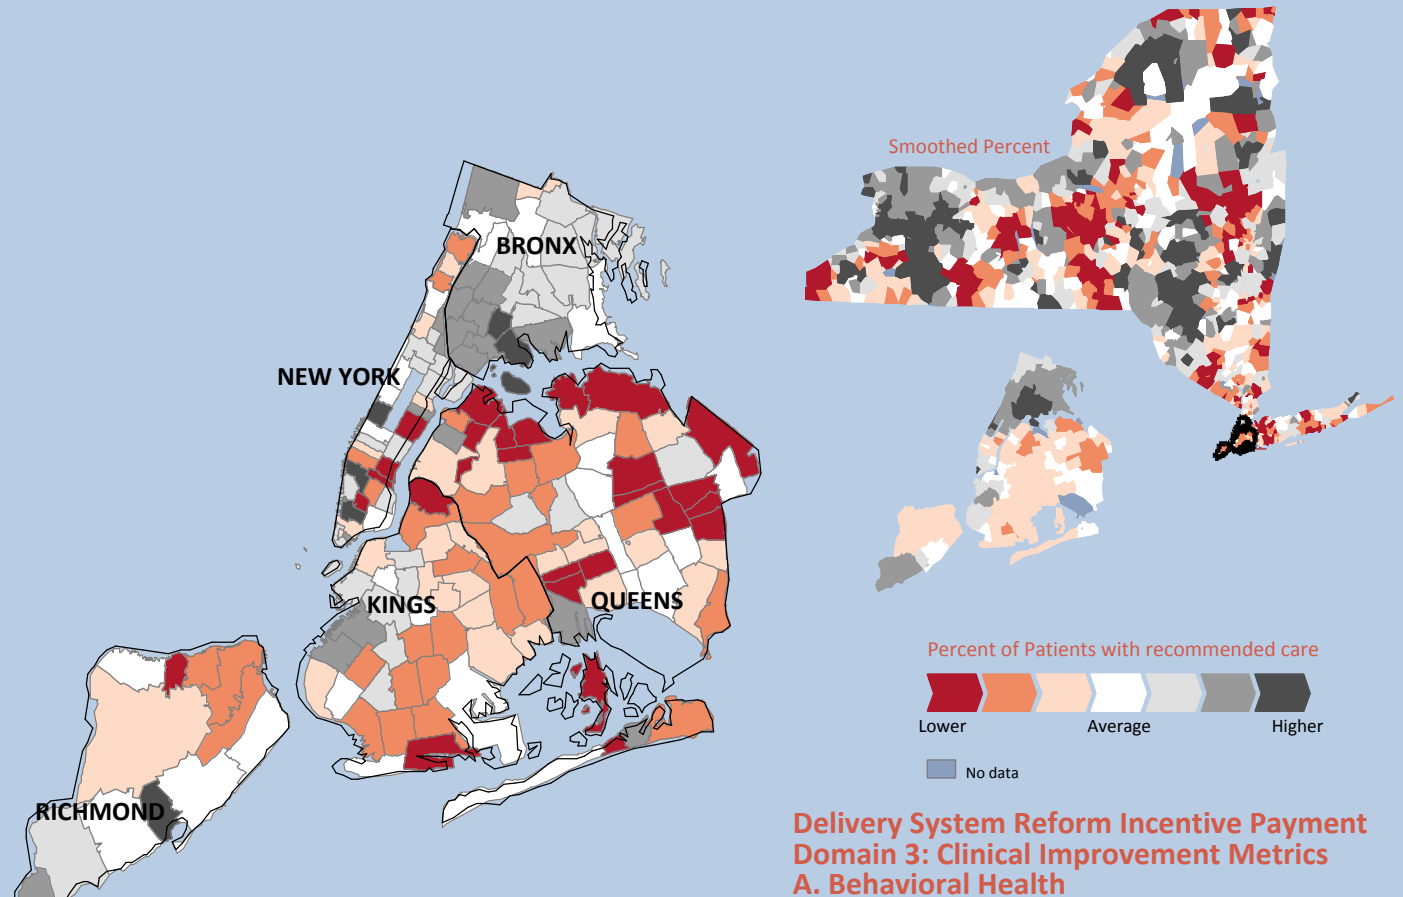 Smoothed Percent
BRONX
NEW YORK
KINGS
QUEENS
RICHMOND
Percent of Patients with recommended care
Lower Average Higher
No data
Delivery System Reform Incentive Payment
Domain 3: Clinical Improvement Metrics
A. Behavioral Health